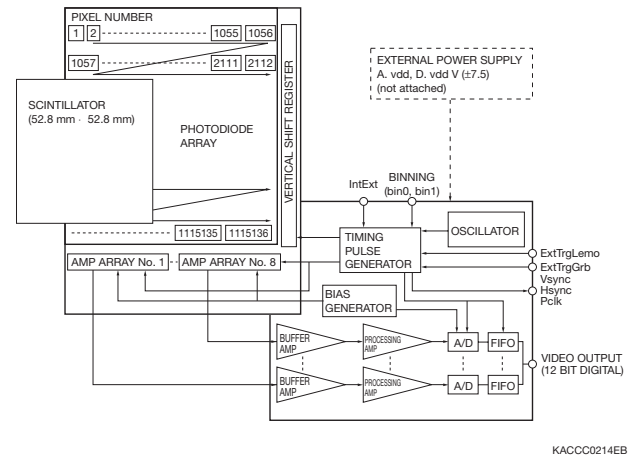 PIXEL NUMBER
1 2 1055 1056
1057 2111 2112
SCINTILLATOR
(52.8 mm · 52.8 mm)
PHOTODIODE
ARRAY
VERTICAL SHIFT REGISTER
1115135 1115136
AMP ARRAY No. 1 AMP ARRAY No. 8
EXTERNAL POWER SUPPLY
A. vdd, D. vdd V (±7.5)
(not attached)
IntExt
BINNING
(bin0, bin1)
TIMING
PULSE
GENERATOR
OSCILLATOR
ExtTrgLemo
ExtTrgGrb
Vsync
Hsync
Pclk
BIAS
GENERATOR
BUFFER
AMP
PROCESSING
AMP
A/D
FIFO
BUFFER
AMP
PROCESSING
AMP
A/D
FIFO
VIDEO OUTPUT
(12 BIT DIGITAL)
KACCC0214EB